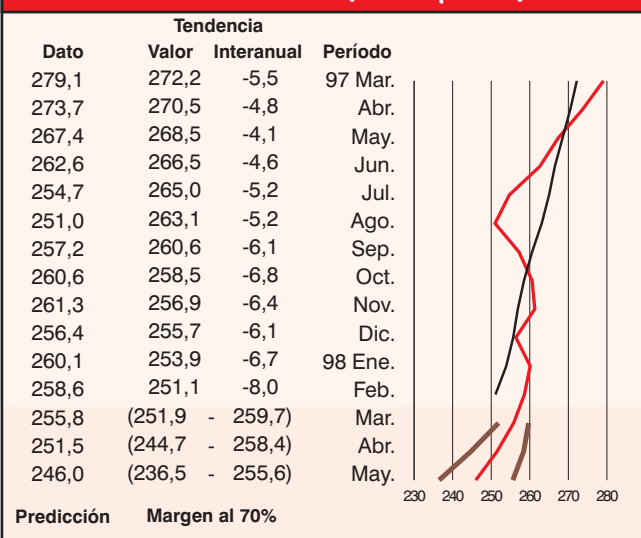 Tendencia
Dato Valor Interanual Período
279,1 272,2 -5,5 97 Mar.
273,7 270,5 -4,8 Abr.
267,4 268,5 -4,1 May.
262,6 266,5 -4,6 Jun.
254,7 265,0 -5,2 Jul.
251,0 263,1 -5,2 Ago.
257,2 260,6 -6,1 Sep.
260,6 258,5 -6,8 Oct.
261,3 256,9 -6,4 Nov.
256,4 255,7 -6,1 Dic.
260,1 253,9 -6,7 98 Ene.
258,6 251,1 -8,0 Feb.
255,8 (251,9 - 259,7) Mar.
251,5 (244,7 - 258,4) Abr.
246,0 (236,5 - 255,6) May.
230 240 250 260 270 280
Predicción Margen al 70%